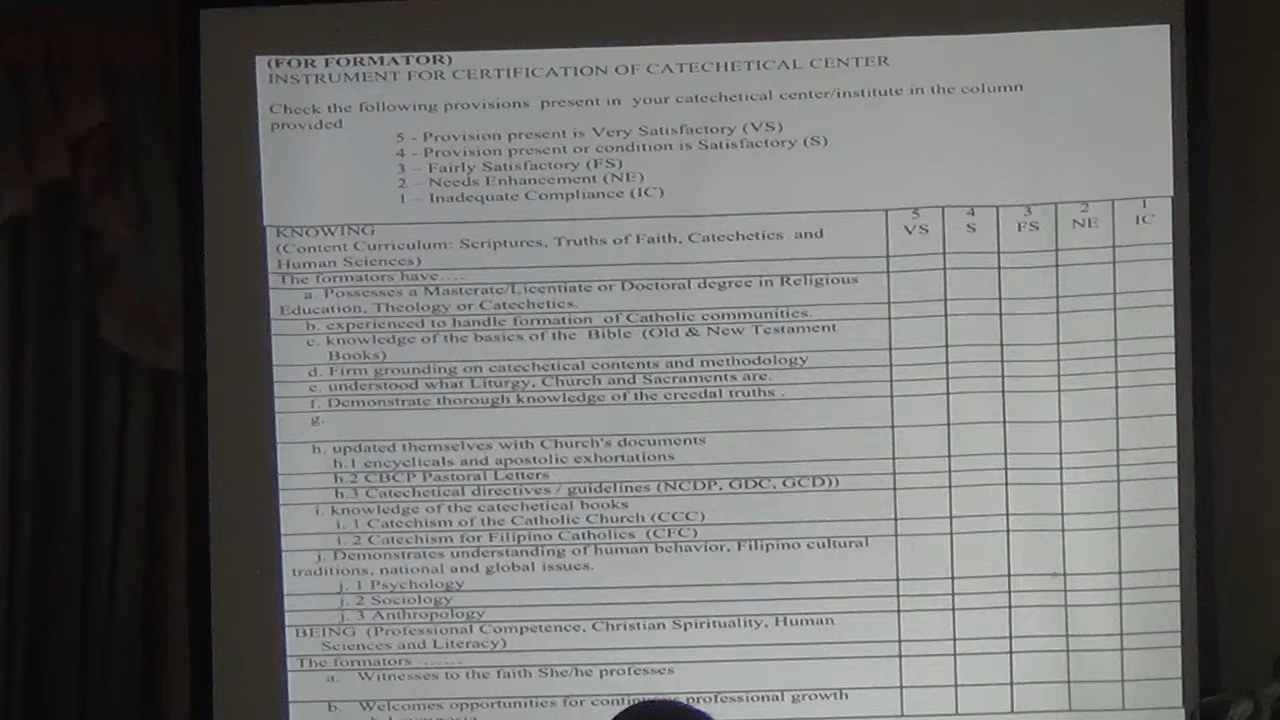 (FOR FORMATOR)
INSTRUMENT FOR CERTIFICATION OF CATECHETICAL CENTER
Check the following provisions present in your catechetical center/institute in the column
provided
5 - Provision present is Very Satisfactory (VS)
4 - Provision present or condition is Satisfactory (S)
3 – Fairly Satisfactory (FS)
2 – Needs Enhancement (NE)
1 – Inadequate Compliance (IC)
KNOWING
(Content Curriculum: Scriptures, Truths of Faith, Catechetics and
Human Sciences)
5 4 3 2 1
VS S FS NE IC
The formators have....
a. Possesses a Masterate/Licentiate or Doctoral degree in Religious
Education, Theology or Catechetics.
b. experienced to handle formation of Catholic communities.
c. knowledge of the basics of the Bible (Old & New Testament
Books)
d. Firm grounding on catechetical contents and methodology
e. understood what Liturgy, Church and Sacraments are.
f. Demonstrate thorough knowledge of the creedal truths .
g.
h. updated themselves with Church's documents
h.1 encyclicals and apostolic exhortations
h.2 CBCP Pastoral Letters
h.3 Catechetical directives / guidelines (NCDP, GDC, GCD))
i. knowledge of the catechetical books
i. 1 Catechism of the Catholic Church (CCC)
i. 2 Catechism for Filipino Catholics (CFC)
j. Demonstrates understanding of human behavior, Filipino cultural
traditions, national and global issues.
j. 1 Psychology
j. 2 Sociology
j. 3 Anthropology
BEING (Professional Competence, Christian Spirituality, Human
Sciences and Literacy)
The formators ......
a. Witnesses to the faith She/he professes
b. Welcomes opportunities for professional growth